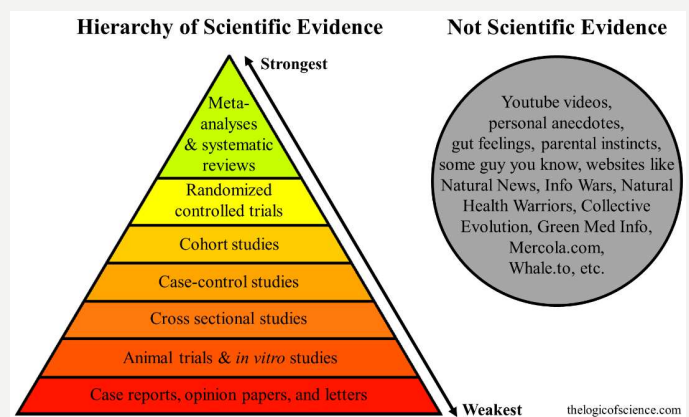 Hierarchy of Scientific Evidence
Not Scientific Evidence
Strongest
Meta-
analyses
& systematic
reviews
Randomized
controlled trials
Cohort studies
Case-control studies
Cross sectional studies
Animal trials & in vitro studies
Case reports, opinion papers, and letters
Weakest
Youtube videos,
personal anecdotes,
gut feelings, parental instincts,
some guy you know, websites like
Natural News, Info Wars, Natural
Health Warriors, Collective
Evolution, Green Med Info,
Mercola.com,
Whale.to, etc.
thelogicofscience.com